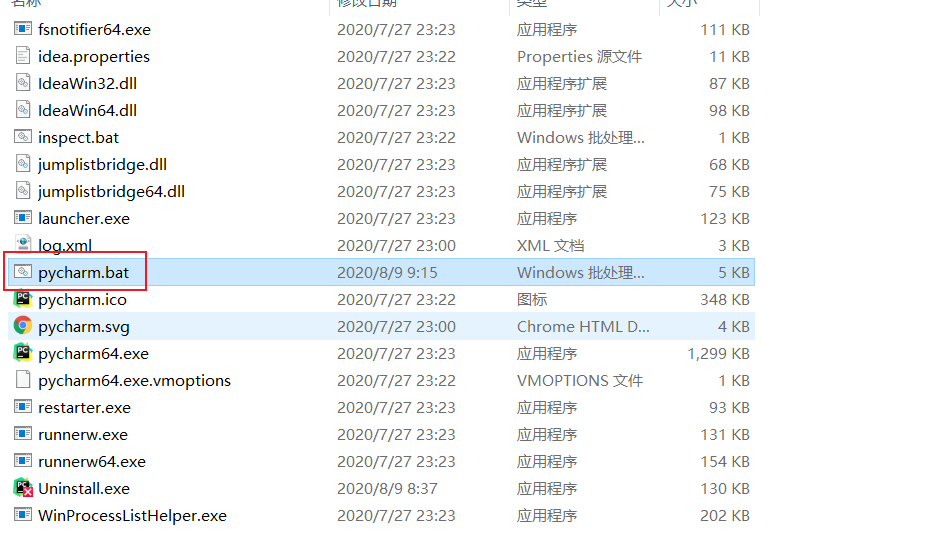 名称 修改日期 类型 大小
fsnotifier64.exe 2020/7/27 23:23 应用程序 111 KB
idea.properties 2020/7/27 23:22 Properties 源文件 11 KB
IdeaWin32.dll 2020/7/27 23:23 应用程序扩展 87 KB
IdeaWin64.dll 2020/7/27 23:23 应用程序扩展 98 KB
inspect.bat 2020/7/27 23:22 Windows 批处理... 1 KB
jumplistbridge.dll 2020/7/27 23:23 应用程序扩展 68 KB
jumplistbridge64.dll 2020/7/27 23:23 应用程序扩展 75 KB
launcher.exe 2020/7/27 23:23 应用程序 123 KB
log.xml 2020/7/27 23:00 XML 文档 3 KB
pycharm.bat 2020/8/9 9:15 Windows 批处理... 5 KB
pycharm.ico 2020/7/27 23:22 图标 348 KB
pycharm.svg 2020/7/27 23:00 Chrome HTML D... 4 KB
pycharm64.exe 2020/7/27 23:23 应用程序 1,299 KB
pycharm64.exe.vmoptions 2020/7/27 23:22 VMOPTIONS 文件 1 KB
restarter.exe 2020/7/27 23:23 应用程序 93 KB
runnerw.exe 2020/7/27 23:23 应用程序 131 KB
runnerw64.exe 2020/7/27 23:23 应用程序 154 KB
Uninstall.exe 2020/8/9 8:37 应用程序 130 KB
WinProcessListHelper.exe 2020/7/27 23:23 应用程序 202 KB